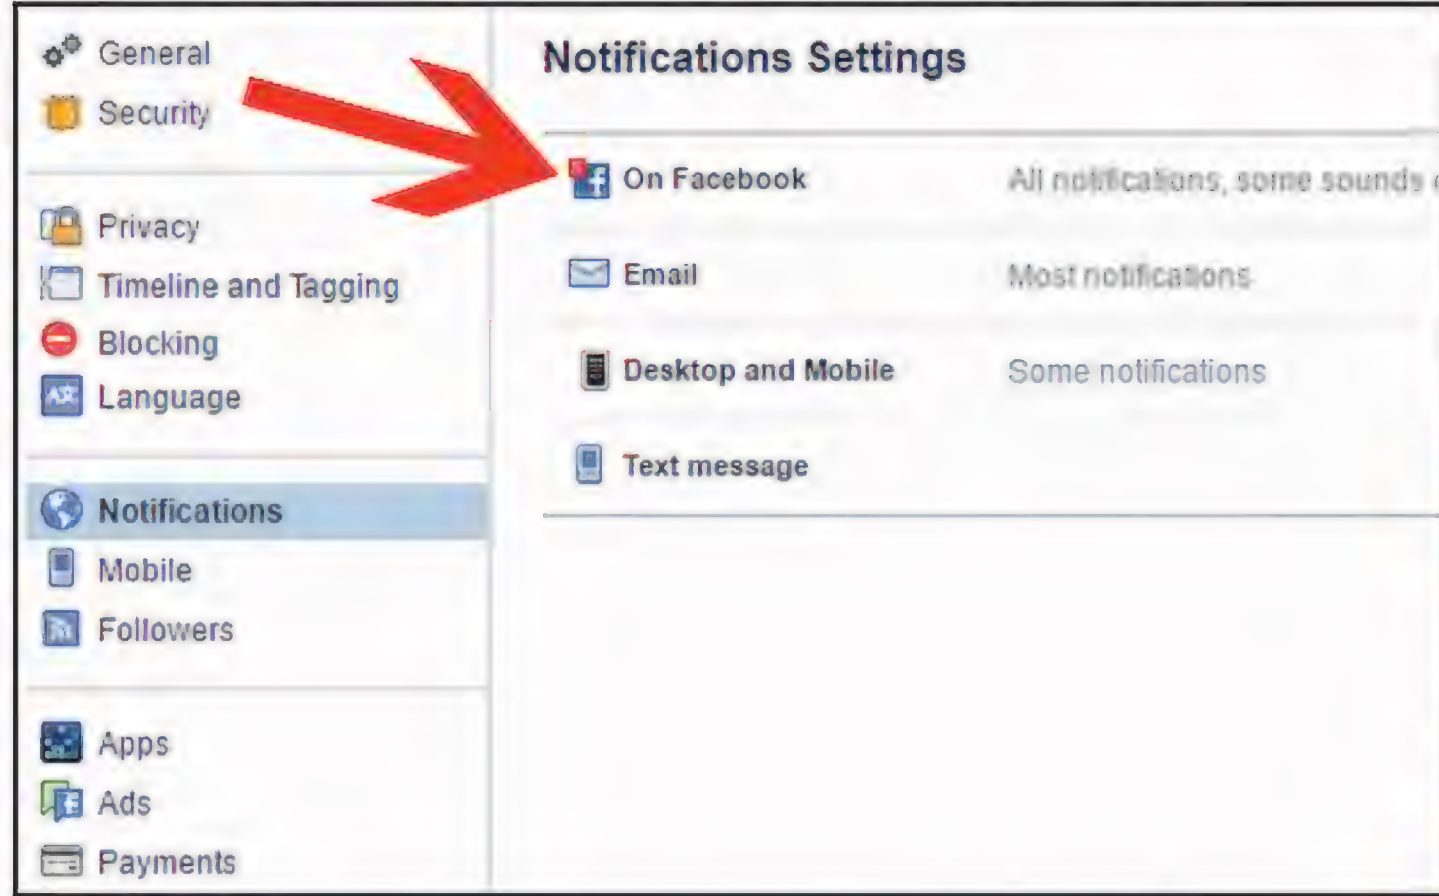 General
Security
Privacy
Timeline and Tagging
Blocking
Language
Notifications
Mobile
Followers
Apps
Ads
Payments
Notifications Settings
On Facebook All notifications, some sounds
Email Most notifications
Desktop and Mobile Some notifications
Text message